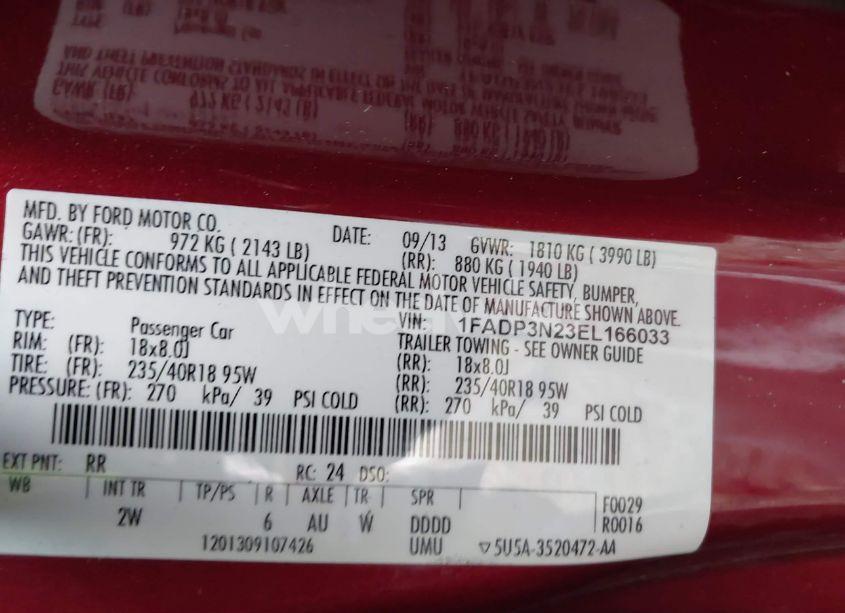 MFD. BY FORD MOTOR CO. DATE: 09/13 GVWR: 1810 KG ( 3990 LB)
GAWR: (FR): 972 KG ( 2143 LB) (RR): 880 KG ( 1940 LB)
THIS VEHICLE CONFORMS TO ALL APPLICABLE FEDERAL MOTOR VEHICLE SAFETY, BUMPER,
AND THEFT PREVENTION STANDARDS IN EFFECT ON THE DATE OF MANUFACTURE SHOWN ABOVE.
VIN: 1FADP3N23EL166033
TYPE: Passenger Car TRAILER TOWING - SEE OWNER GUIDE
RIM: (FR): 18x8.0J (RR): 18x8.0J
TIRE: (FR): 235/40R18 95W (RR): 235/40R18 95W
PRESSURE: (FR): 270 kPa/ 39 PSI COLD (RR): 270 kPa/ 39 PSI COLD
EXT PNT: RR RC: 24 DSO:
WB INT TR TP/PS R AXLE TR SPR F0029
2W 6 AU W DDDD R0016
1201309107426 UMU ▽5U5A-3520472-AA